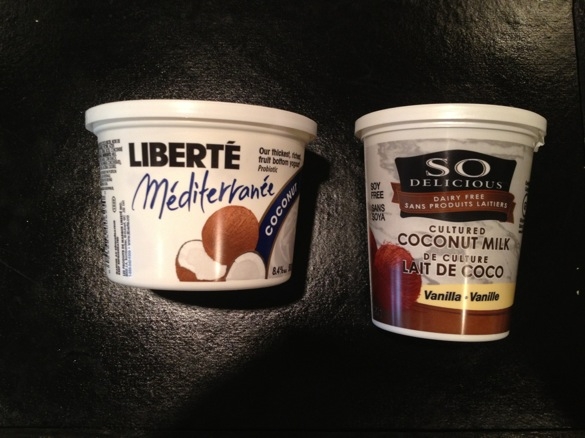 LIBERTÉ
Méditerranée
Our thickest, richest,
fruit bottom yogourt
Probiotic
COCONUT
SO
DELICIOUS
DAIRY FREE
SANS PRODUITS LAITIERS
SOY
FREE
SANS
SOYA
CULTURED
COCONUT MILK
DE CULTURE
LAIT DE COCO
Vanilla • Vanille